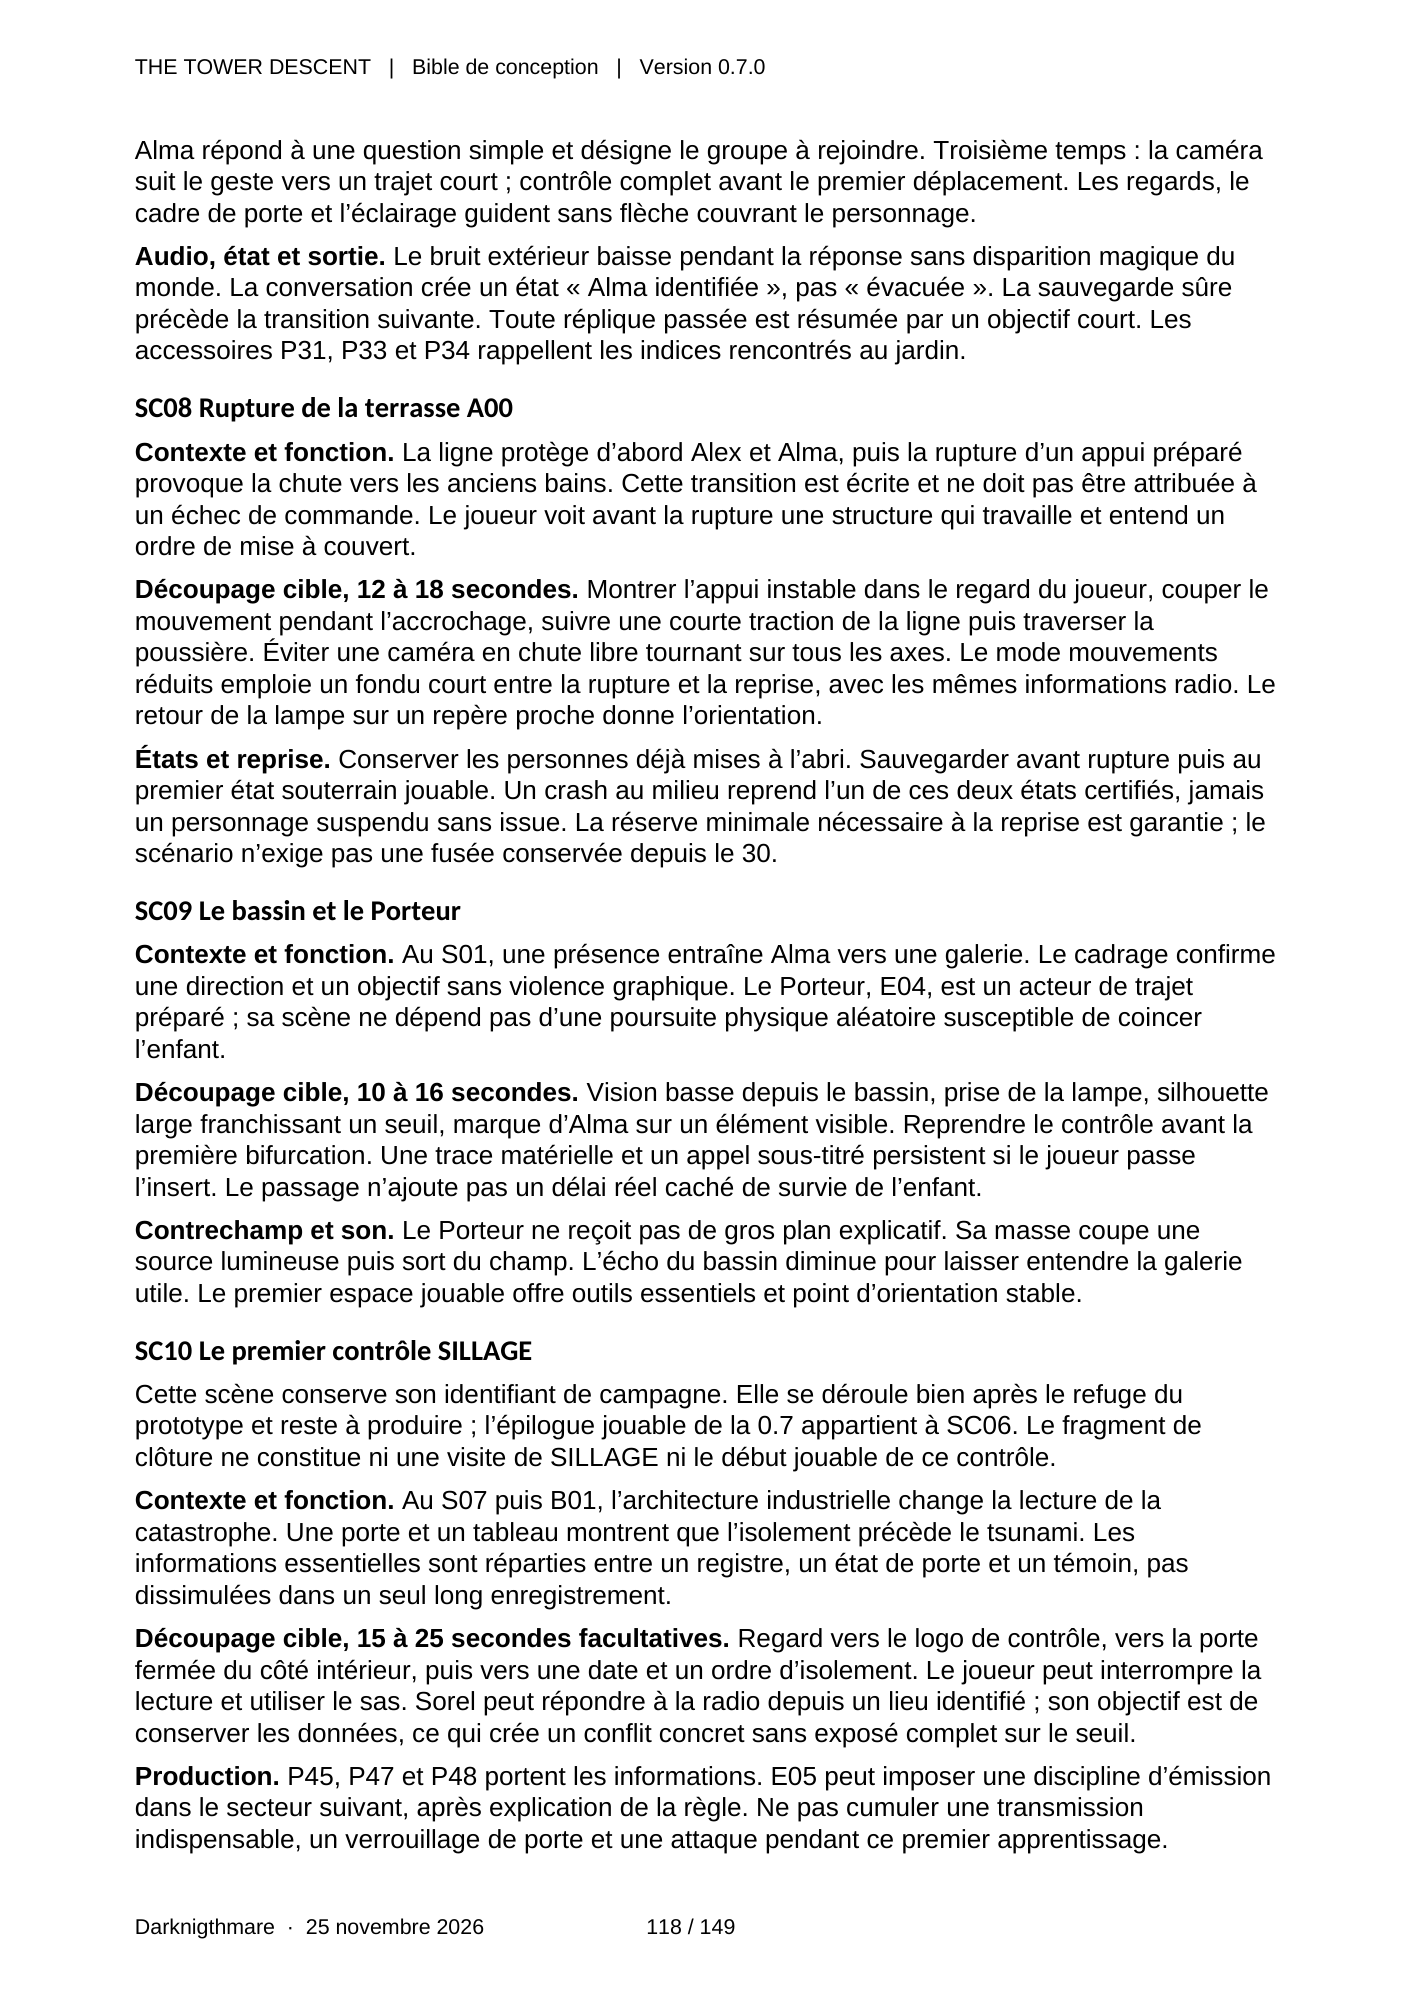 THE TOWER DESCENT | Bible de conception | Version 0.7.0
Alma répond à une question simple et désigne le groupe à rejoindre. Troisième temps : la caméra
suit le geste vers un trajet court ; contrôle complet avant le premier déplacement. Les regards, le
cadre de porte et l’éclairage guident sans flèche couvrant le personnage.
Audio, état et sortie. Le bruit extérieur baisse pendant la réponse sans disparition magique du
monde. La conversation crée un état « Alma identifiée », pas « évacuée ». La sauvegarde sûre
précède la transition suivante. Toute réplique passée est résumée par un objectif court. Les
accessoires P31, P33 et P34 rappellent les indices rencontrés au jardin.
SC08 Rupture de la terrasse A00
Contexte et fonction. La ligne protège d’abord Alex et Alma, puis la rupture d’un appui préparé
provoque la chute vers les anciens bains. Cette transition est écrite et ne doit pas être attribuée à
un échec de commande. Le joueur voit avant la rupture une structure qui travaille et entend un
ordre de mise à couvert.
Découpage cible, 12 à 18 secondes. Montrer l’appui instable dans le regard du joueur, couper le
mouvement pendant l’accrochage, suivre une courte traction de la ligne puis traverser la
poussière. Éviter une caméra en chute libre tournant sur tous les axes. Le mode mouvements
réduits emploie un fondu court entre la rupture et la reprise, avec les mêmes informations radio. Le
retour de la lampe sur un repère proche donne l’orientation.
États et reprise. Conserver les personnes déjà mises à l’abri. Sauvegarder avant rupture puis au
premier état souterrain jouable. Un crash au milieu reprend l’un de ces deux états certifiés, jamais
un personnage suspendu sans issue. La réserve minimale nécessaire à la reprise est garantie ; le
scénario n’exige pas une fusée conservée depuis le 30.
SC09 Le bassin et le Porteur
Contexte et fonction. Au S01, une présence entraîne Alma vers une galerie. Le cadrage confirme
une direction et un objectif sans violence graphique. Le Porteur, E04, est un acteur de trajet
préparé ; sa scène ne dépend pas d’une poursuite physique aléatoire susceptible de coincer
l’enfant.
Découpage cible, 10 à 16 secondes. Vision basse depuis le bassin, prise de la lampe, silhouette
large franchissant un seuil, marque d’Alma sur un élément visible. Reprendre le contrôle avant la
première bifurcation. Une trace matérielle et un appel sous-titré persistent si le joueur passe
l’insert. Le passage n’ajoute pas un délai réel caché de survie de l’enfant.
Contrechamp et son. Le Porteur ne reçoit pas de gros plan explicatif. Sa masse coupe une
source lumineuse puis sort du champ. L’écho du bassin diminue pour laisser entendre la galerie
utile. Le premier espace jouable offre outils essentiels et point d’orientation stable.
SC10 Le premier contrôle SILLAGE
Cette scène conserve son identifiant de campagne. Elle se déroule bien après le refuge du
prototype et reste à produire ; l’épilogue jouable de la 0.7 appartient à SC06. Le fragment de
clôture ne constitue ni une visite de SILLAGE ni le début jouable de ce contrôle.
Contexte et fonction. Au S07 puis B01, l’architecture industrielle change la lecture de la
catastrophe. Une porte et un tableau montrent que l’isolement précède le tsunami. Les
informations essentielles sont réparties entre un registre, un état de porte et un témoin, pas
dissimulées dans un seul long enregistrement.
Découpage cible, 15 à 25 secondes facultatives. Regard vers le logo de contrôle, vers la porte
fermée du côté intérieur, puis vers une date et un ordre d’isolement. Le joueur peut interrompre la
lecture et utiliser le sas. Sorel peut répondre à la radio depuis un lieu identifié ; son objectif est de
conserver les données, ce qui crée un conflit concret sans exposé complet sur le seuil.
Production. P45, P47 et P48 portent les informations. E05 peut imposer une discipline d’émission
dans le secteur suivant, après explication de la règle. Ne pas cumuler une transmission
indispensable, un verrouillage de porte et une attaque pendant ce premier apprentissage.
Darknigthmare · 25 novembre 2026 118 / 149